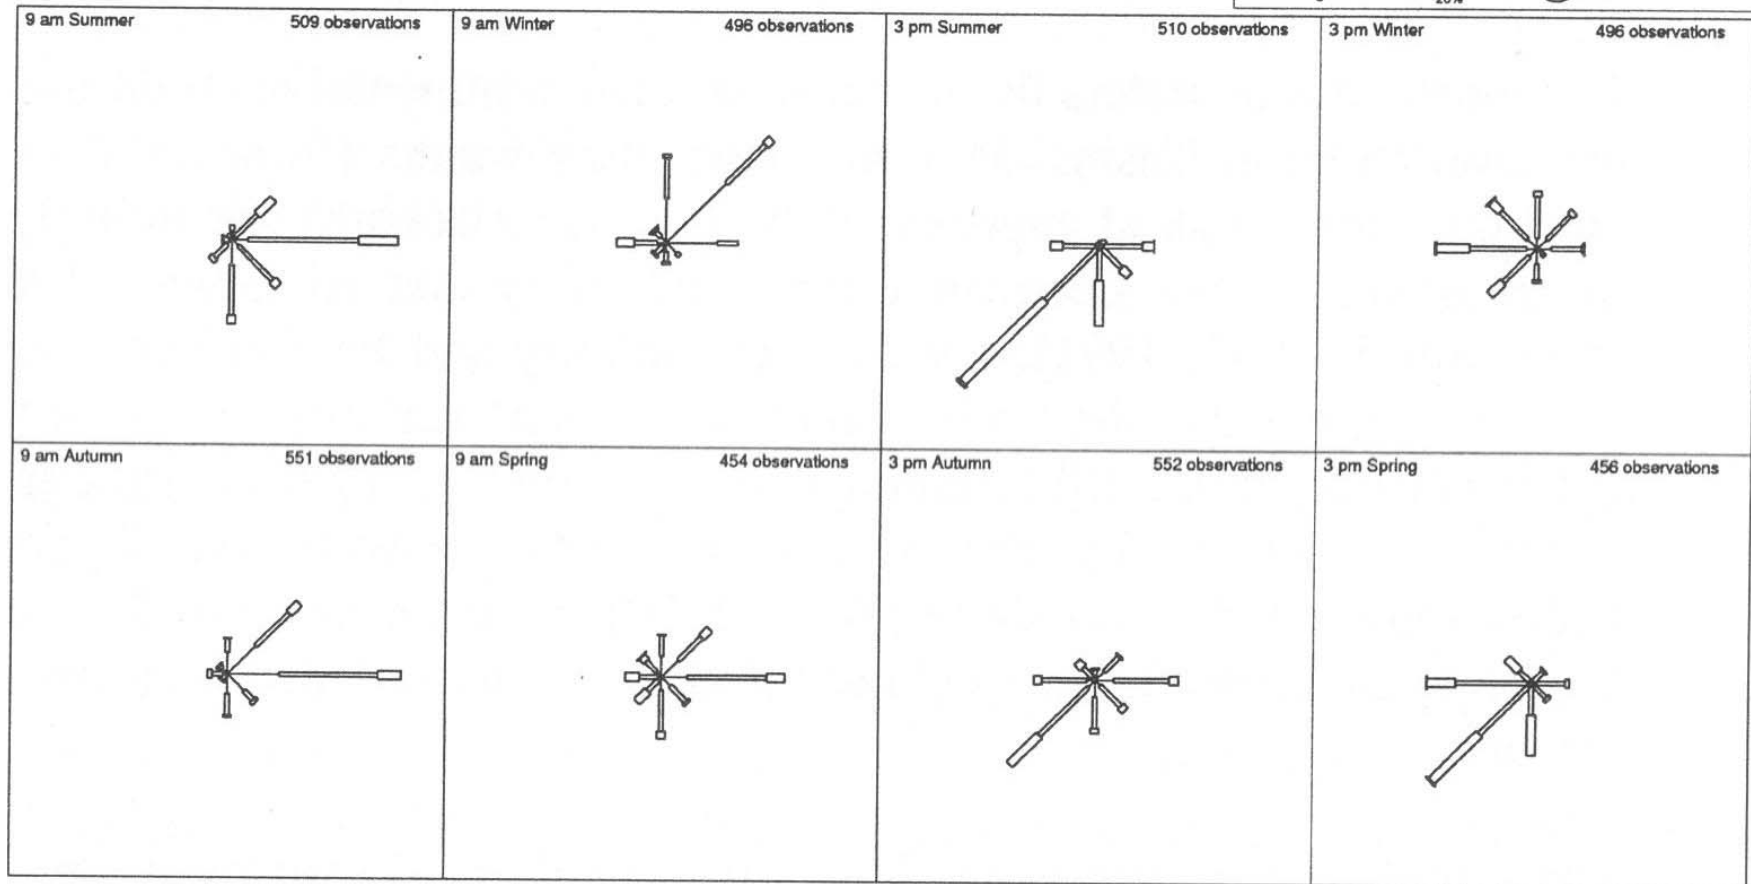 9 am Summer 509 observations
9 am Winter 496 observations
3 pm Summer 510 observations
3 pm Winter 496 observations
9 am Autumn 551 observations
9 am Spring 454 observations
3 pm Autumn 552 observations
3 pm Spring 456 observations